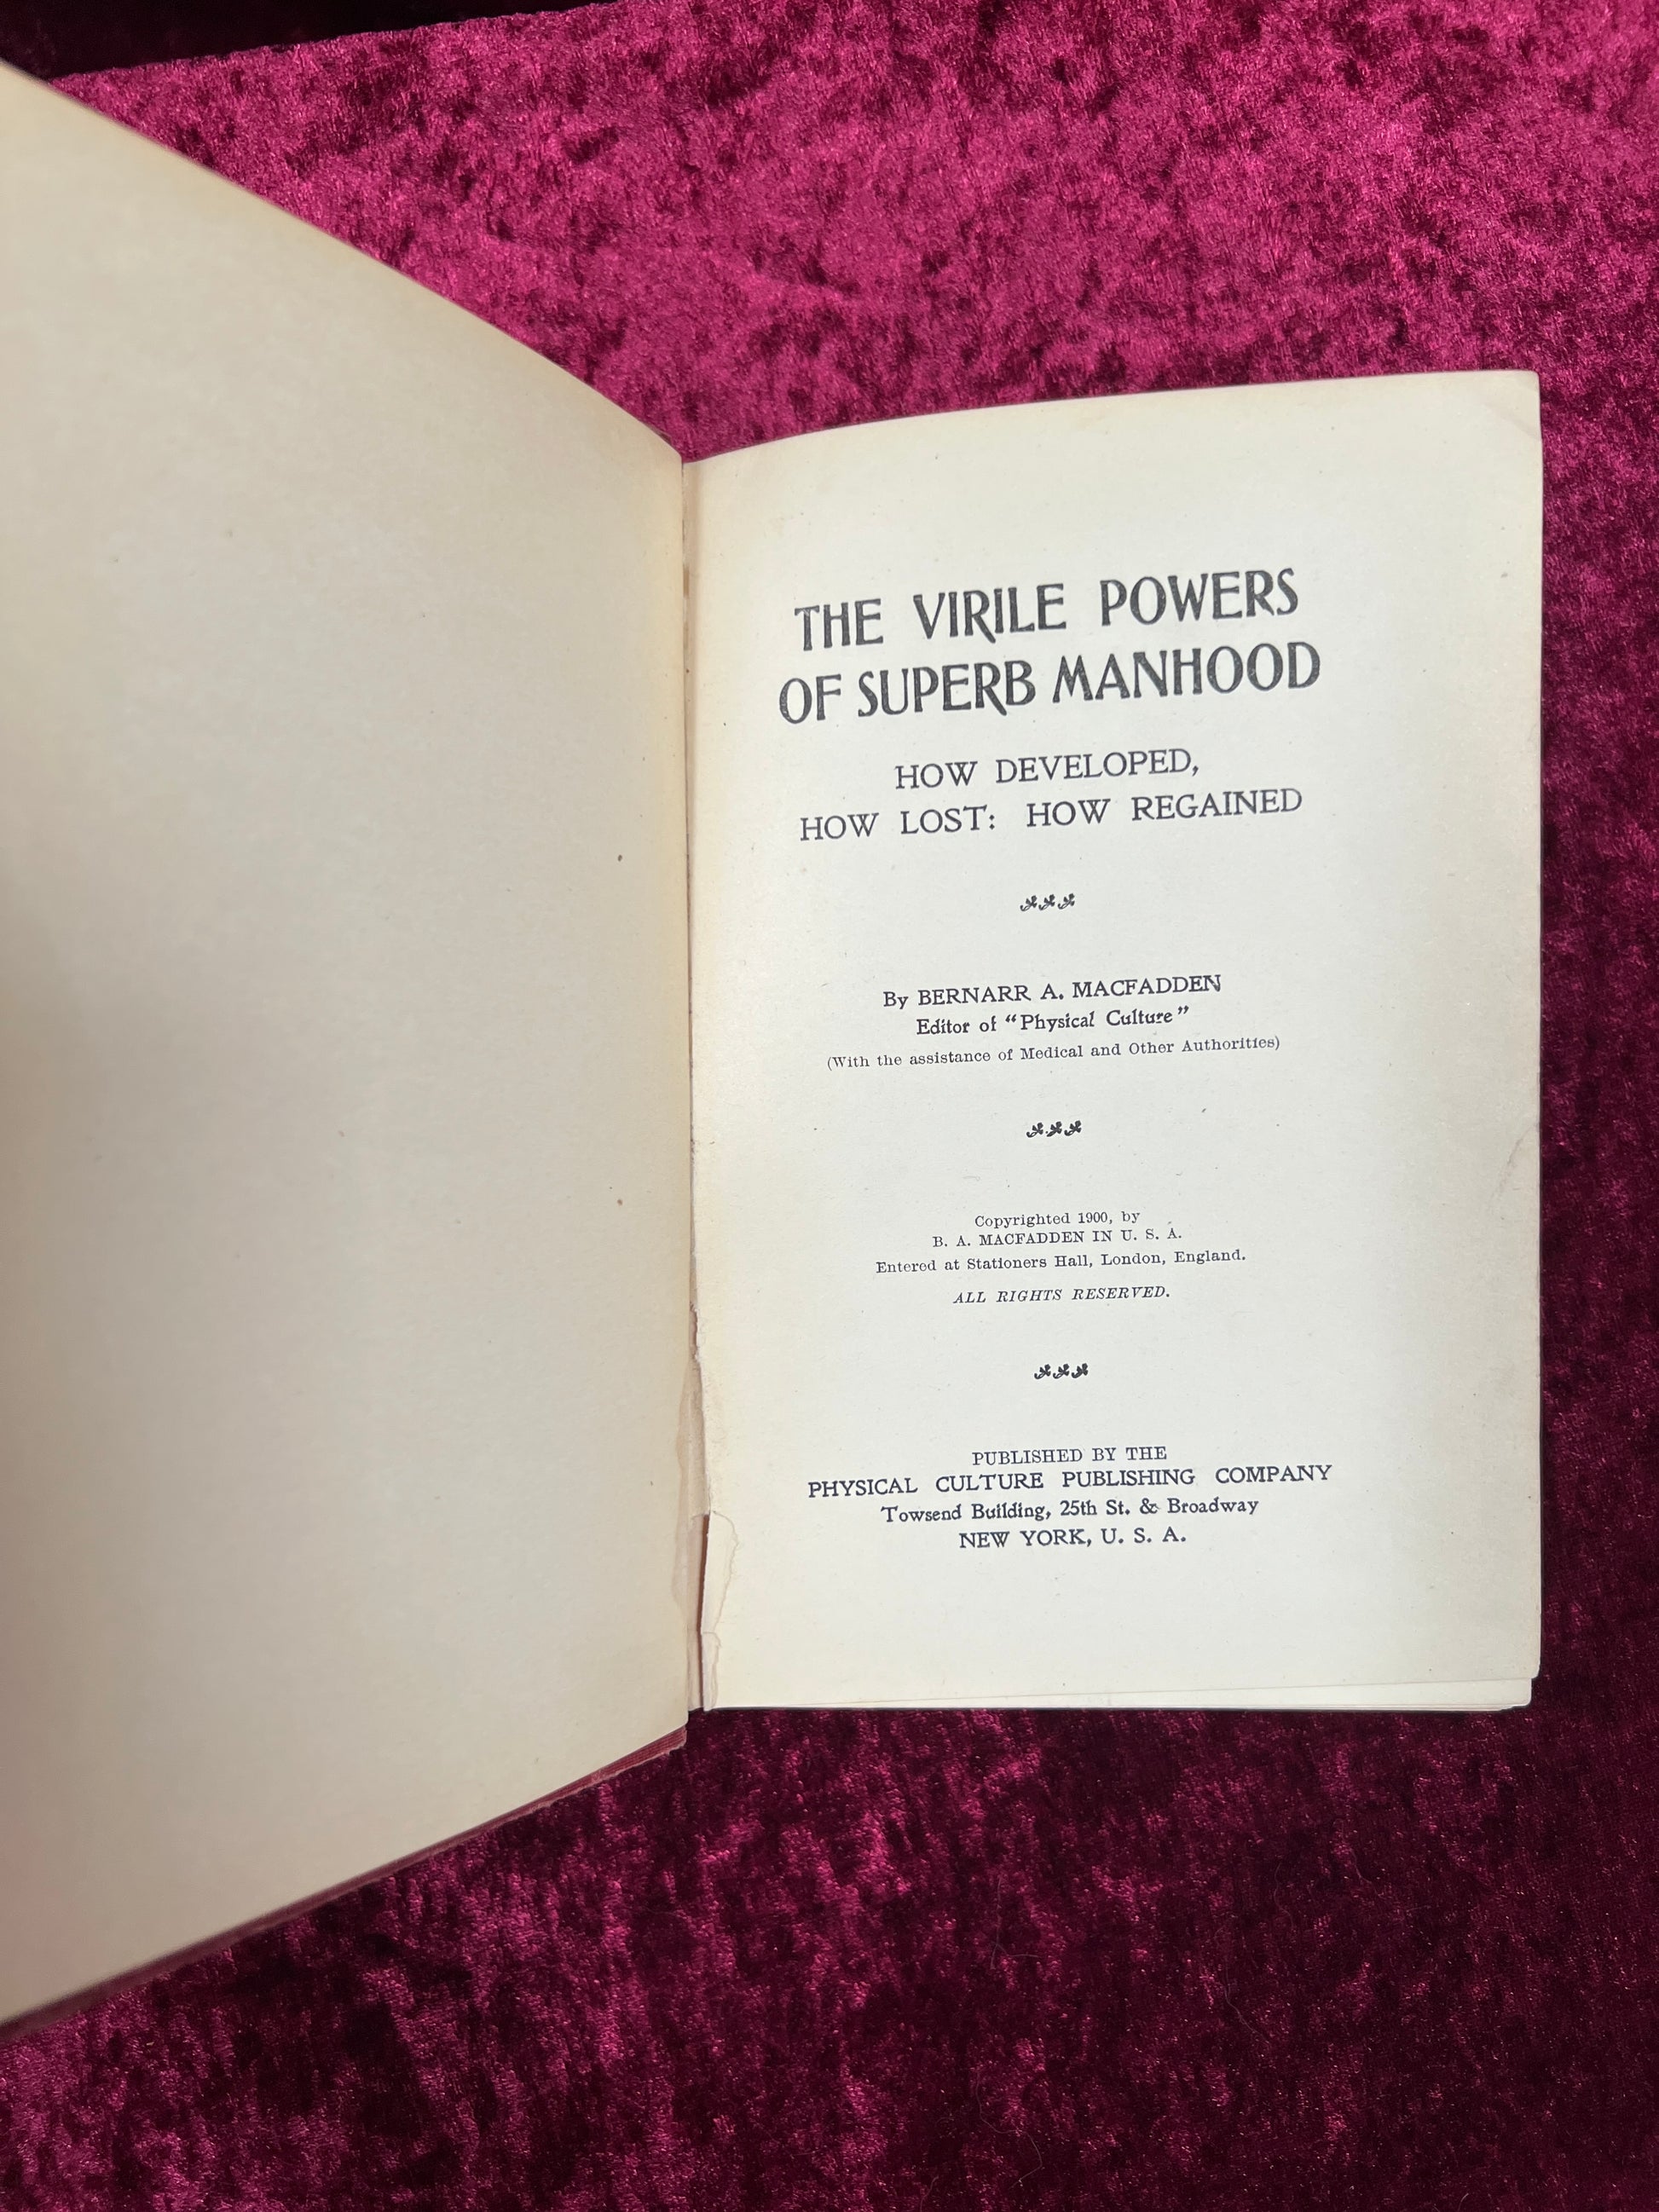 THE VIRILE POWERS
OF SUPERB MANHOOD
HOW DEVELOPED,
HOW LOST: HOW REGAINED
By BERNARR A. MACFADDEN
Editor of “Physical Culture”
(With the assistance of Medical and Other Authorities)
Copyrighted 1900, by
B. A. MACFADDEN IN U. S. A.
Entered at Stationers Hall, London, England.
ALL RIGHTS RESERVED.
PUBLISHED BY THE
PHYSICAL CULTURE PUBLISHING COMPANY
Towsend Building, 25th St. & Broadway
NEW YORK, U. S. A.